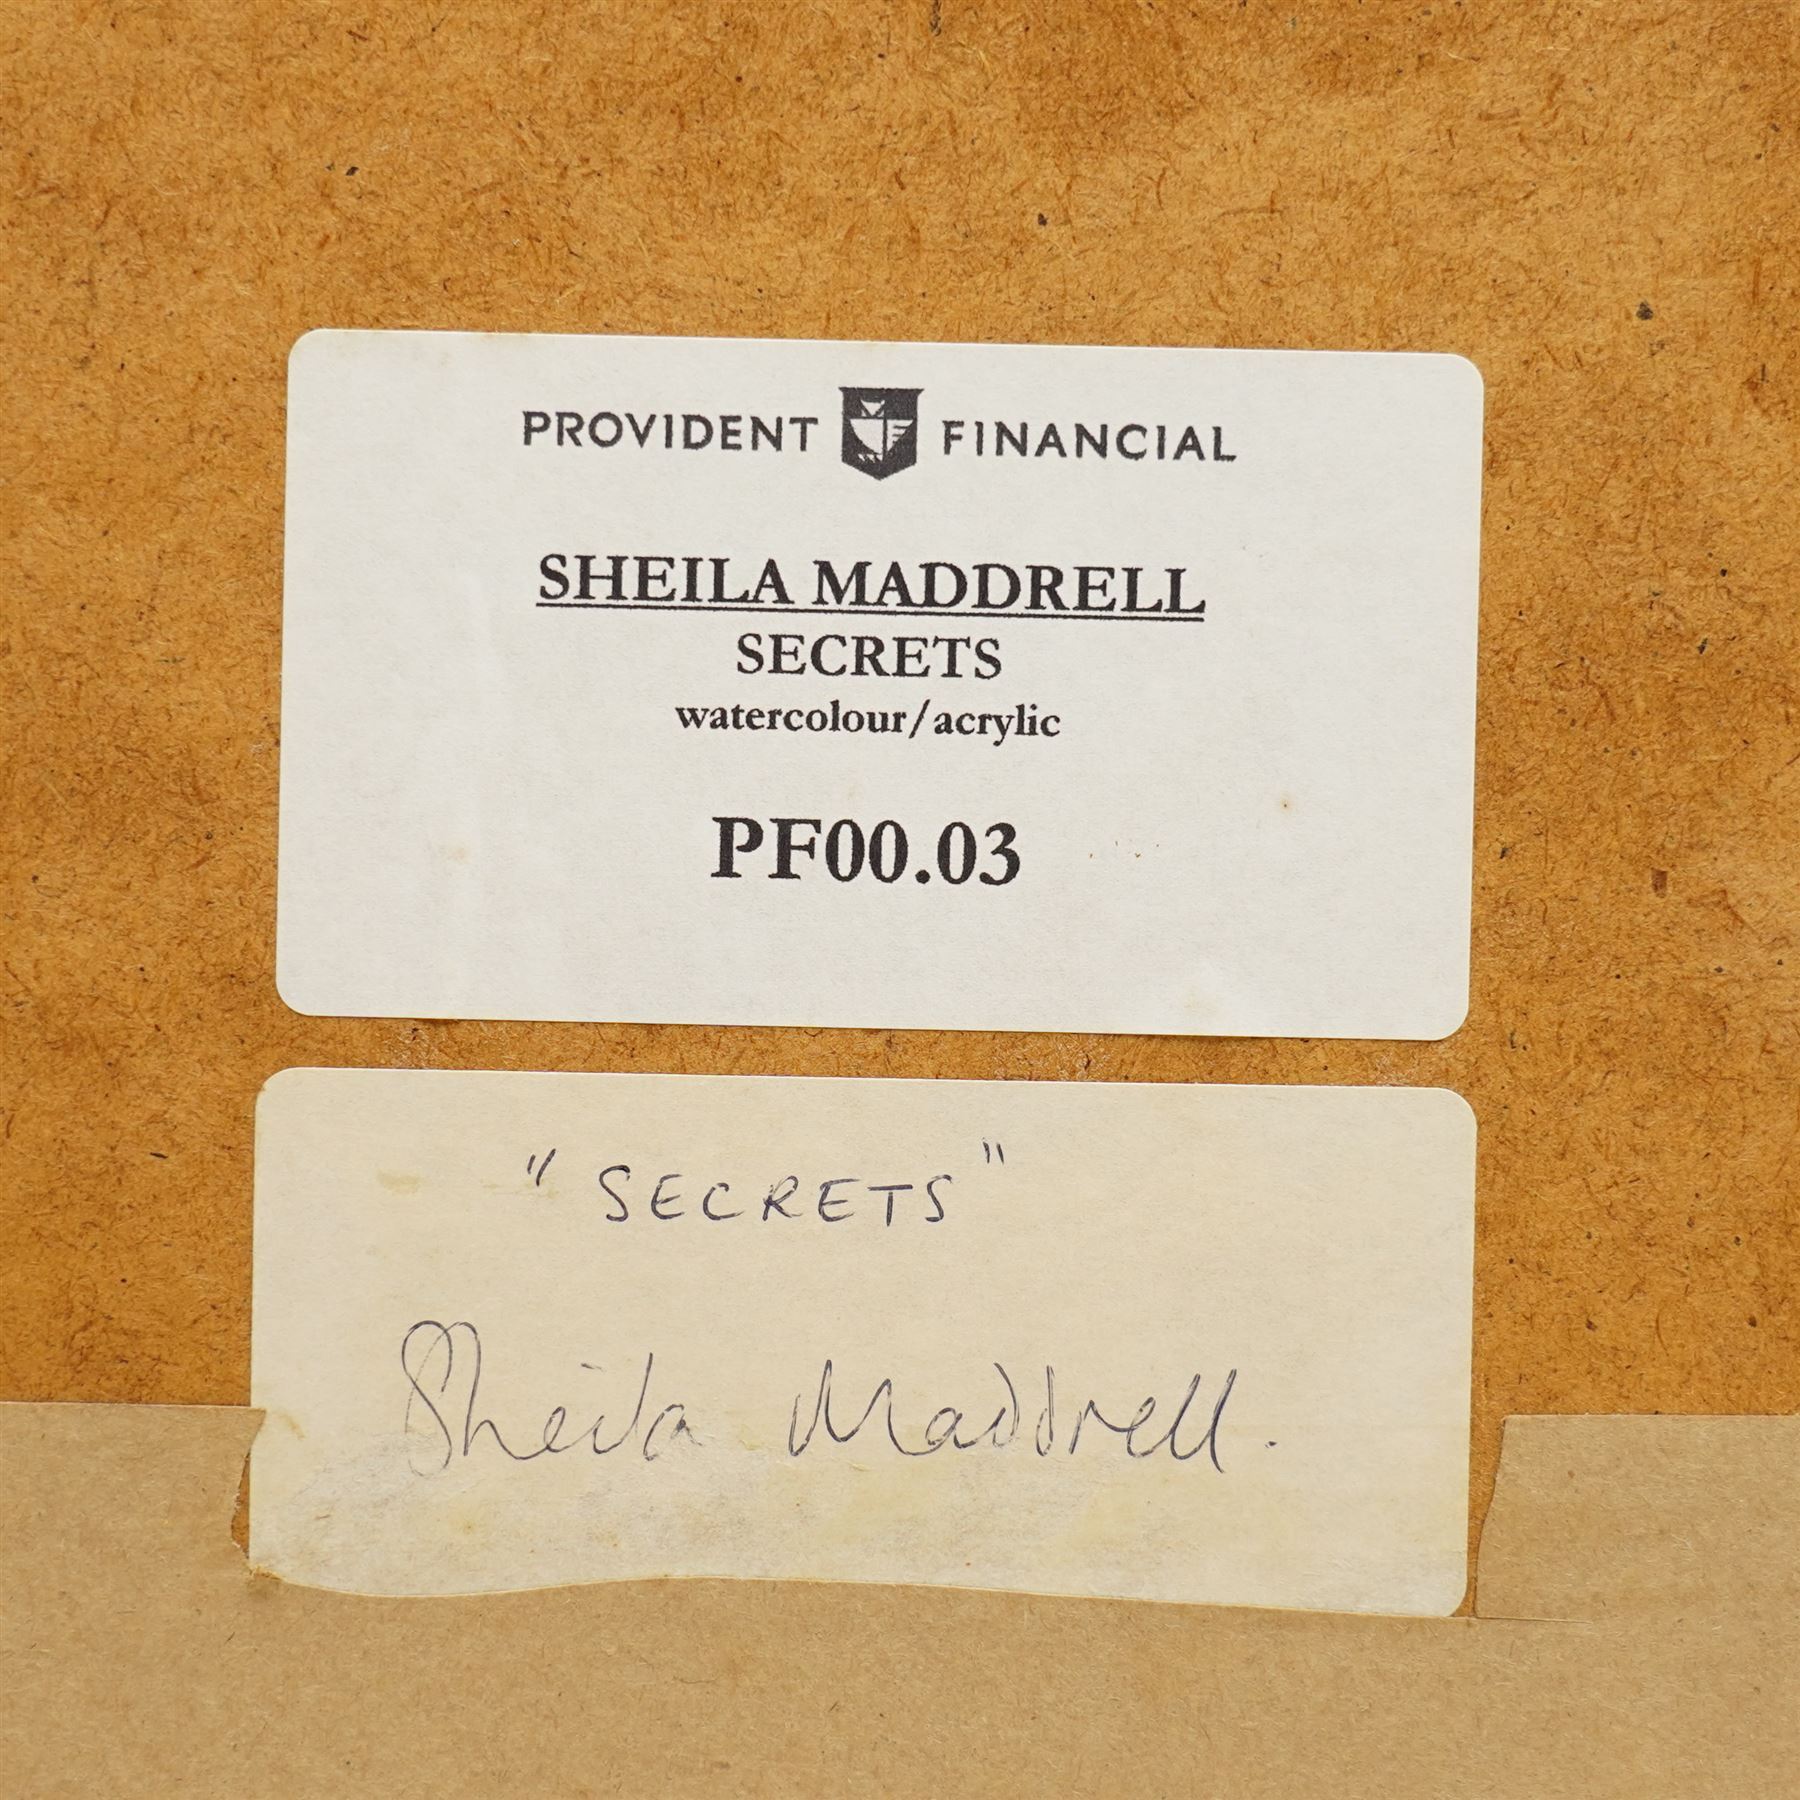 PROVIDENT FINANCIAL
SHEILA MADDRELL
SECRETS
watercolour/acrylic
PF00.03
"SECRETS"
Sheila Maddrell.